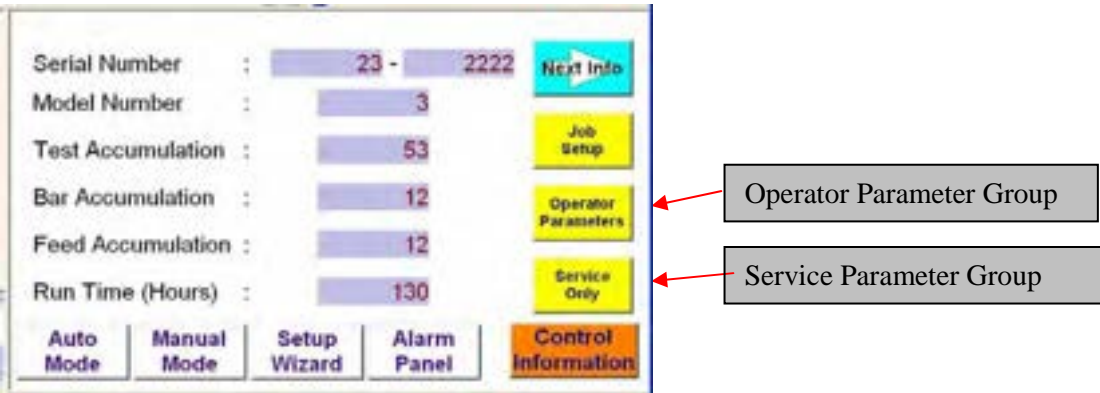 Serial Number : 23 - 2222
Next Info
Model Number : 3
Job
Setup
Test Accumulation : 53
Bar Accumulation : 12
Operator
Parameters
Operator Parameter Group
Feed Accumulation : 12
Service
Only
Service Parameter Group
Run Time (Hours) : 130
Auto
Mode
Manual
Mode
Setup
Wizard
Alarm
Panel
Control
Information